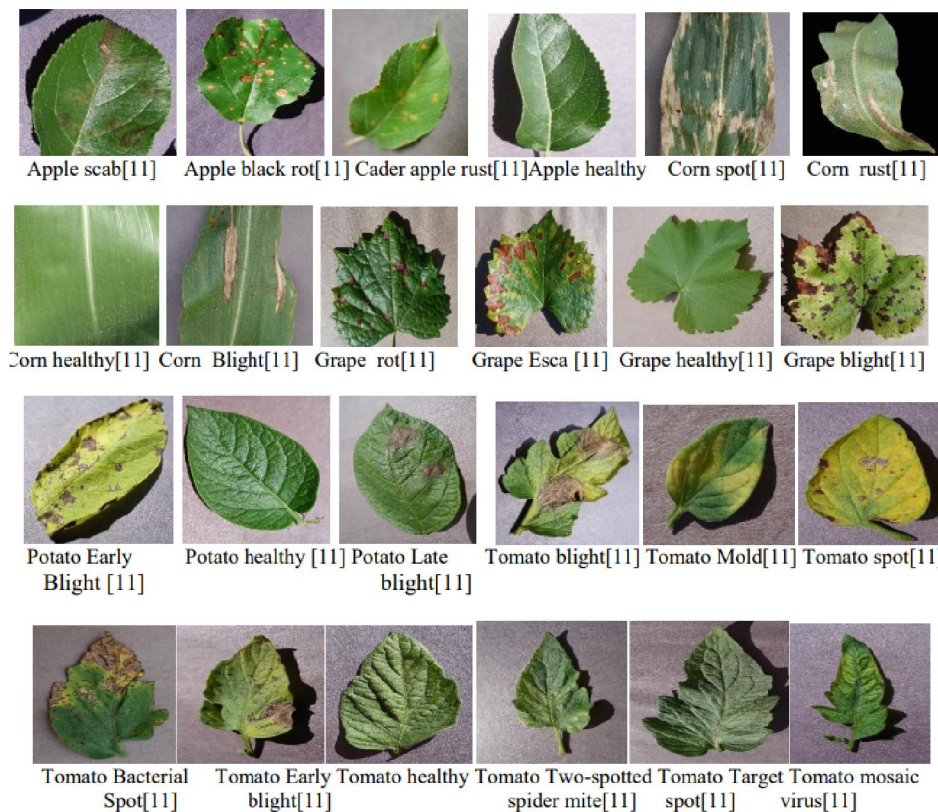 Apple scab[11] Apple black rot[11] Cader apple rust[11] Apple healthy Corn spot[11] Corn rust[11]
Corn healthy[11] Corn Blight[11] Grape rot[11] Grape Esca [11] Grape healthy[11] Grape blight[11]
Potato Early Potato healthy [11] Potato Late Tomato blight[11] Tomato Mold[11] Tomato spot[11]
Blight [11] blight[11]
Tomato Bacterial Tomato Early Tomato healthy Tomato Two-spotted Tomato Target Tomato mosaic
Spot[11] blight[11] spider mite[11] spot[11] virus[11]